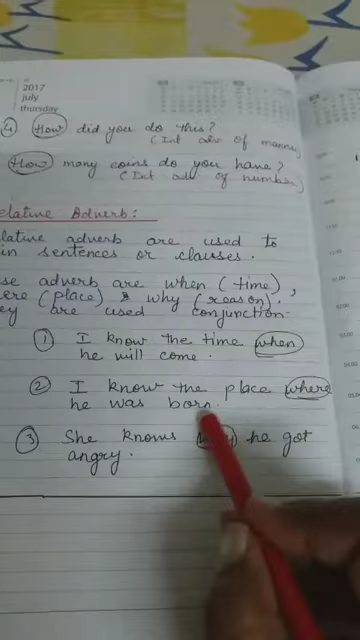 2017
july
thursday
④ How did you do this?
(Int adv of manner)
How many coins do you have?
(Int adv of number)
elative Adverb:
lative adverb are used to
in sentences or clauses.
se adverb are when (time),
ere (place) & why (reason).
ey are used conjunction.
① I know the time when
he will come.
② I know the place where
he was born.
③ She knows he got
angry.